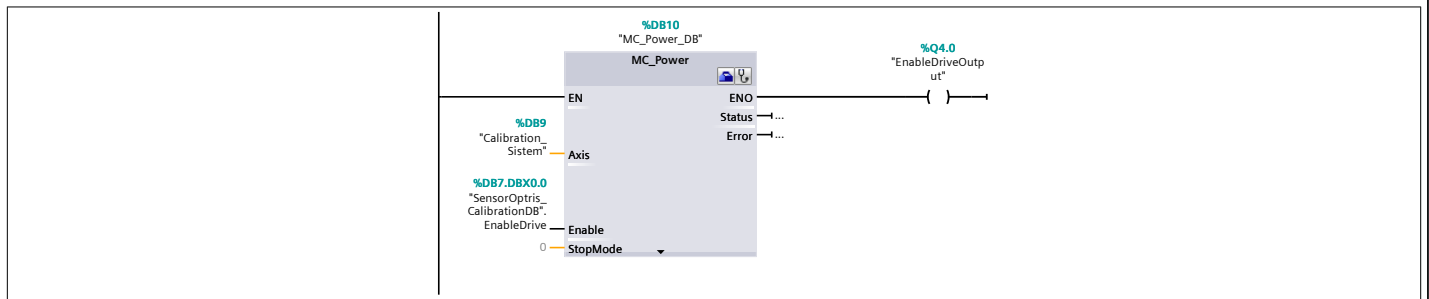 %DB10
"MC_Power_DB"
MC_Power
%Q4.0
"EnableDriveOutp
ut"
EN
ENO
Status
...
Error
...
%DB9
"Calibration_
Sistem"
Axis
%DB7.DBX0.0
"SensorOptris_
CalibrationDB".
EnableDrive
Enable
0
StopMode